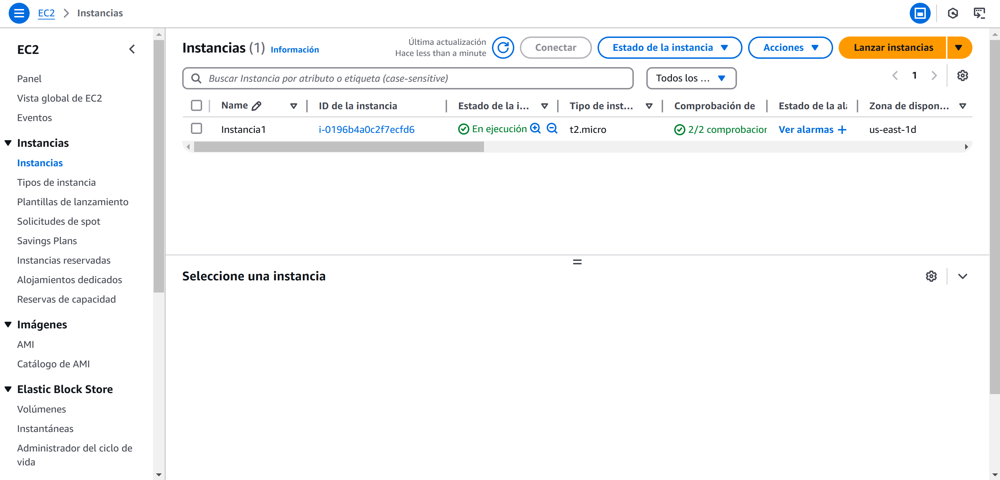 EC2 Instancias
EC2
Panel
Vista global de EC2
Eventos
Instancias
Instancias
Tipos de instancia
Plantillas de lanzamiento
Solicitudes de spot
Savings Plans
Instancias reservadas
Alojamientos dedicados
Reservas de capacidad
Imágenes
AMI
Catálogo de AMI
Elastic Block Store
Volúmenes
Instantáneas
Administrador del ciclo de
vida
Instancias (1) Información
Última actualización
Hace less than a minute
Conectar
Estado de la instancia
Acciones
Lanzar instancias
Buscar Instancia por atributo o etiqueta (case-sensitive)
Todos los ...
1
Name ID de la instancia Estado de la i... Tipo de inst... Comprobación de Estado de la ala Zona de dispon...
Instancia1 i-0196b4a0c2f7ecfd6 En ejecución t2.micro 2/2 comprobacion Ver alarmas + us-east-1d
Seleccione una instancia